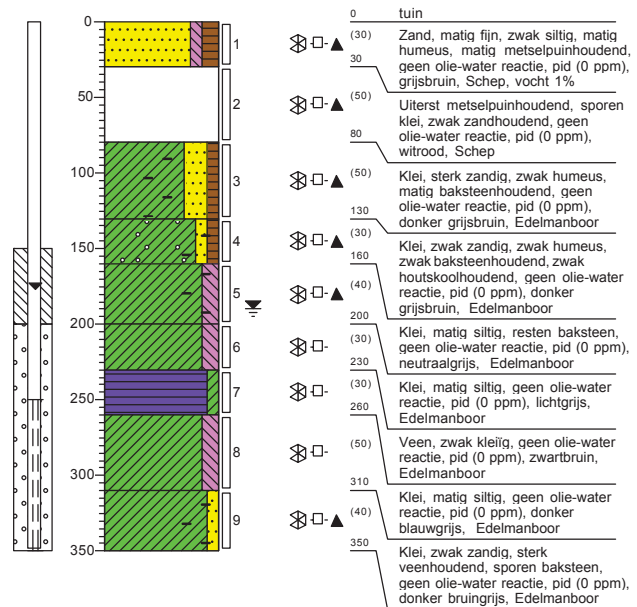 0 tuin
0
1
(30) Zand, matig fijn, zwak siltig, matig
humeus, matig metselpuinhoudend,
geen olie-water reactie, pid (0 ppm),
grijsbruin, Schep, vocht 1%
30
50
2
(50) Uiterst metselpuinhoudend, sporen
klei, zwak zandhoudend, geen
olie-water reactie, pid (0 ppm),
witrood, Schep
80
100
3
(50) Klei, sterk zandig, zwak humeus,
matig baksteenhoudend, geen
olie-water reactie, pid (0 ppm),
donker grijsbruin, Edelmanboor
130
150
4
(30) Klei, zwak zandig, zwak humeus,
zwak baksteenhoudend, zwak
houtskoolhoudend, geen olie-water
reactie, pid (0 ppm), donker
grijsbruin, Edelmanboor
160
5
(40)
200
200
Klei, matig siltig, resten baksteen,
geen olie-water reactie, pid (0 ppm),
neutraalgrijs, Edelmanboor
6
(30)
230
Klei, matig siltig, geen olie-water
reactie, pid (0 ppm), lichtgrijs,
Edelmanboor
250
7
(30)
260
Veen, zwak kleiïg, geen olie-water
reactie, pid (0 ppm), zwartbruin,
Edelmanboor
8
(50)
300
310
Klei, matig siltig, geen olie-water
reactie, pid (0 ppm), donker
blauwgrijs, Edelmanboor
9
(40)
350
350
Klei, zwak zandig, sterk
veenhoudend, sporen baksteen,
geen olie-water reactie, pid (0 ppm),
donker bruingrijs, Edelmanboor